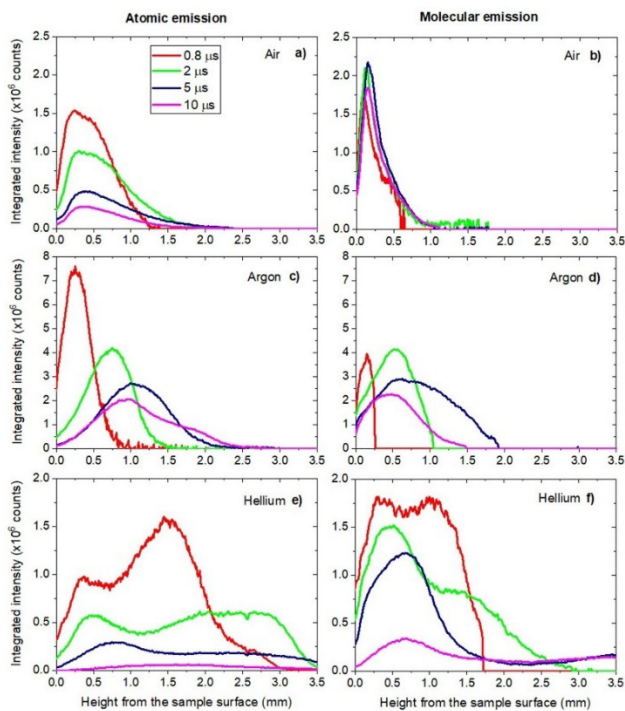 Atomic emission
Molecular emission
Integrated intensity (x10⁶ counts)
2.5
2.0
1.5
1.0
0.5
0.0
0.8 µs
2 µs
5 µs
10 µs
Air a)
0.0 0.5 1.0 1.5 2.0 2.5 3.0 3.5
2.5
2.0
1.5
1.0
0.5
0.0
Air b)
0.0 0.5 1.0 1.5 2.0 2.5 3.0 3.5
Integrated intensity (x10⁶ counts)
8
7
6
5
4
3
2
1
0
Argon c)
0.0 0.5 1.0 1.5 2.0 2.5 3.0 3.5
8
7
6
5
4
3
2
1
0
Argon d)
0.0 0.5 1.0 1.5 2.0 2.5 3.0 3.5
Integrated intensity (x10⁶ counts)
2.0
1.5
1.0
0.5
0.0
Hellium e)
0.0 0.5 1.0 1.5 2.0 2.5 3.0 3.5
Height from the sample surface (mm)
2.0
1.5
1.0
0.5
0.0
Hellium f)
0.0 0.5 1.0 1.5 2.0 2.5 3.0 3.5
Height from the sample surface (mm)